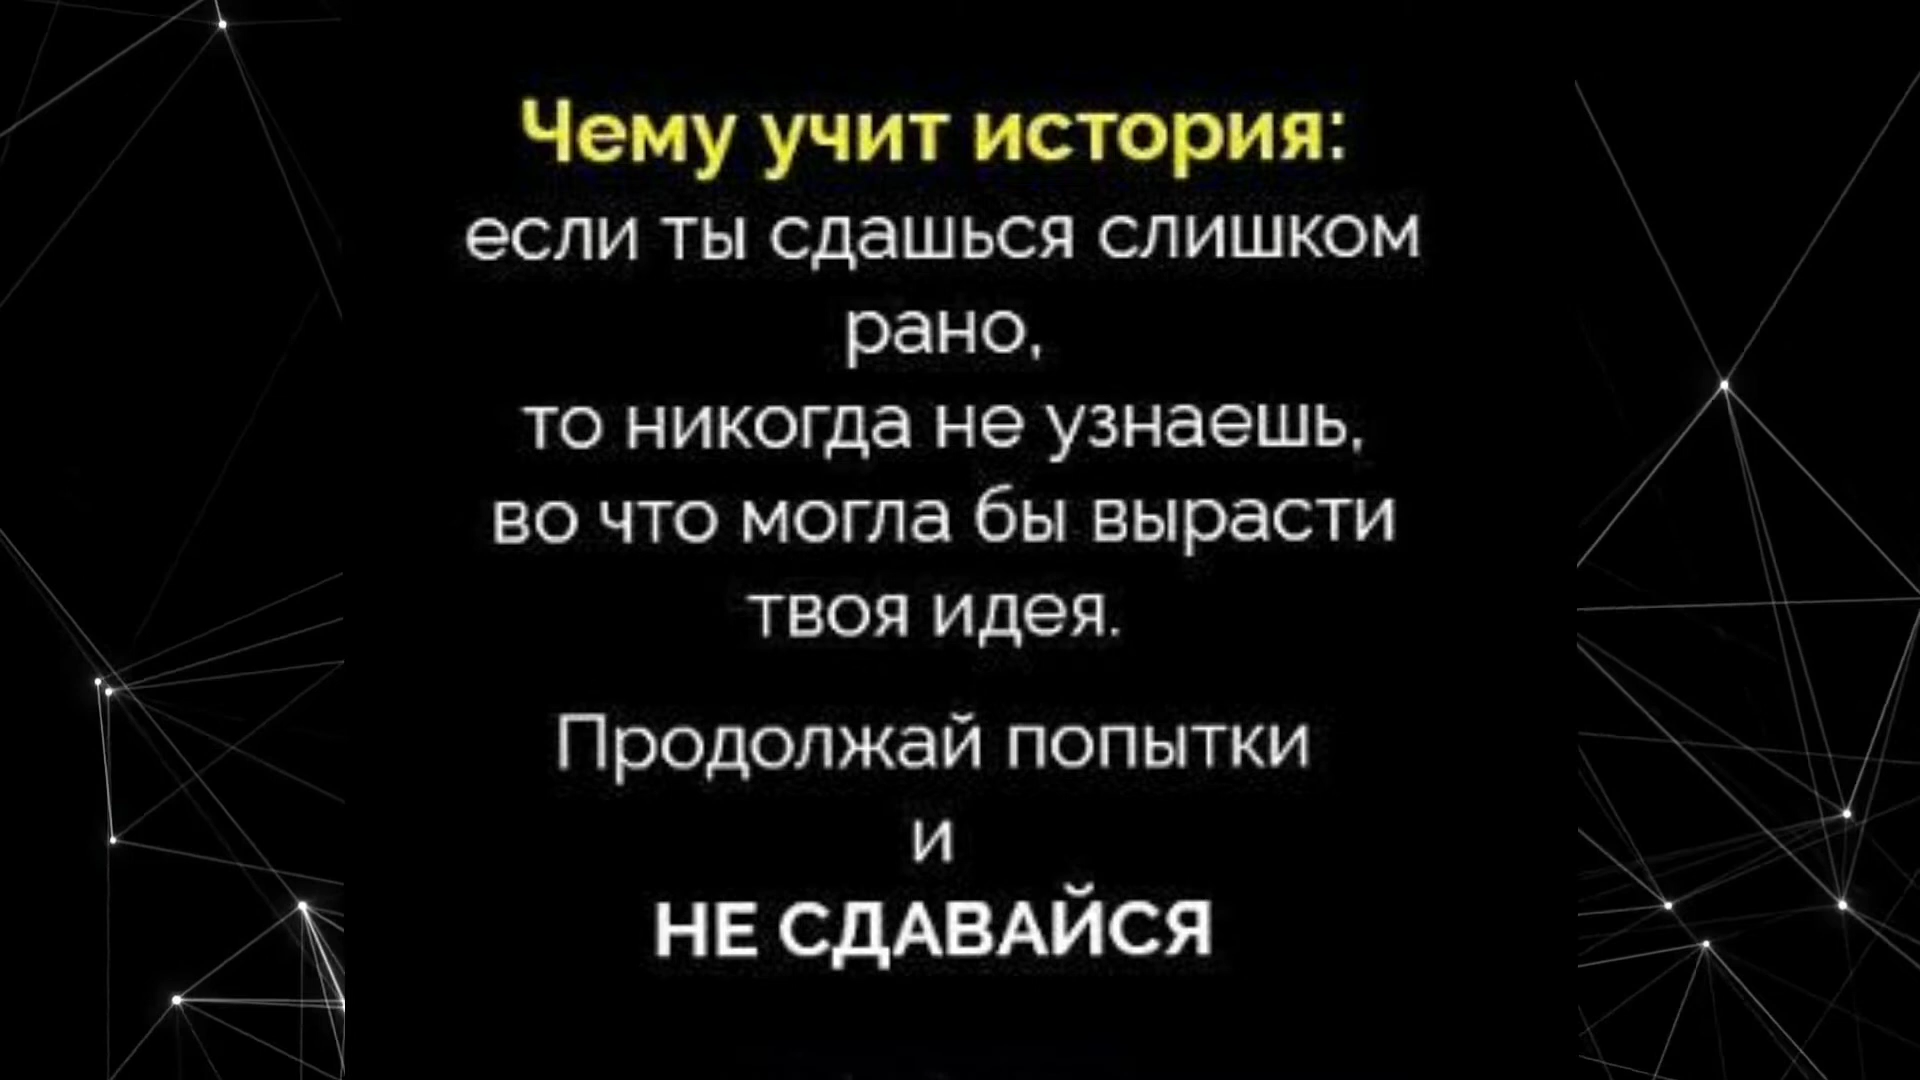 Чему учит история:
если ты сдашься слишком
рано,
то никогда не узнаешь,
во что могла бы вырасти
твоя идея.
Продолжай попытки
и
НЕ СДАВАЙСЯ